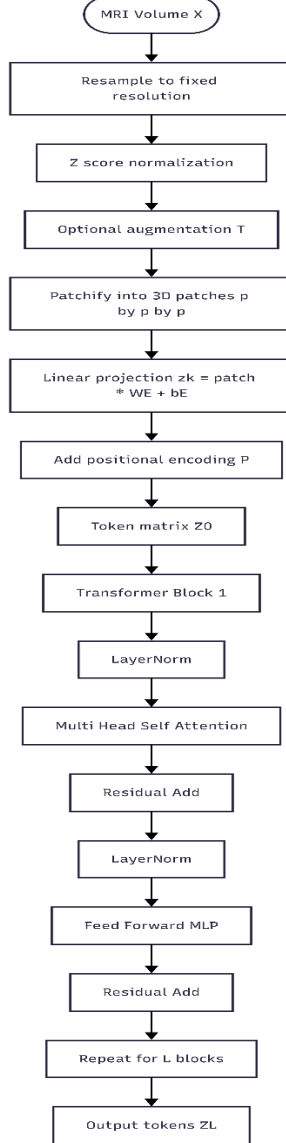 MRI Volume X
Resample to fixed
resolution
Z score normalization
Optional augmentation T
Patchify into 3D patches p
by p by p
Linear projection zk = patch
* WE + bE
Add positional encoding P
Token matrix Z0
Transformer Block 1
LayerNorm
Multi Head Self Attention
Residual Add
LayerNorm
Feed Forward MLP
Residual Add
Repeat for L blocks
Output tokens ZL